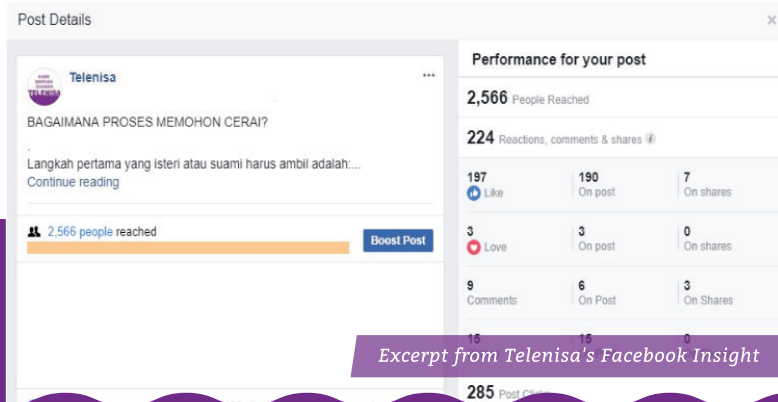 Post Details
×
Telenisa
...
TELENISA
BAGAIMANA PROSES MEMOHON CERAI?
.
Langkah pertama yang isteri atau suami harus ambil adalah:...
Continue reading
2,566 people reached
Boost Post
Performance for your post
2,566 People Reached
224 Reactions, comments & shares
197 190 7
Like On post On shares
3 3 0
Love On post On shares
9 6 3
Comments On Post On Shares
15 15 0
Excerpt from Telenisa's Facebook Insight
285 Post Clicks